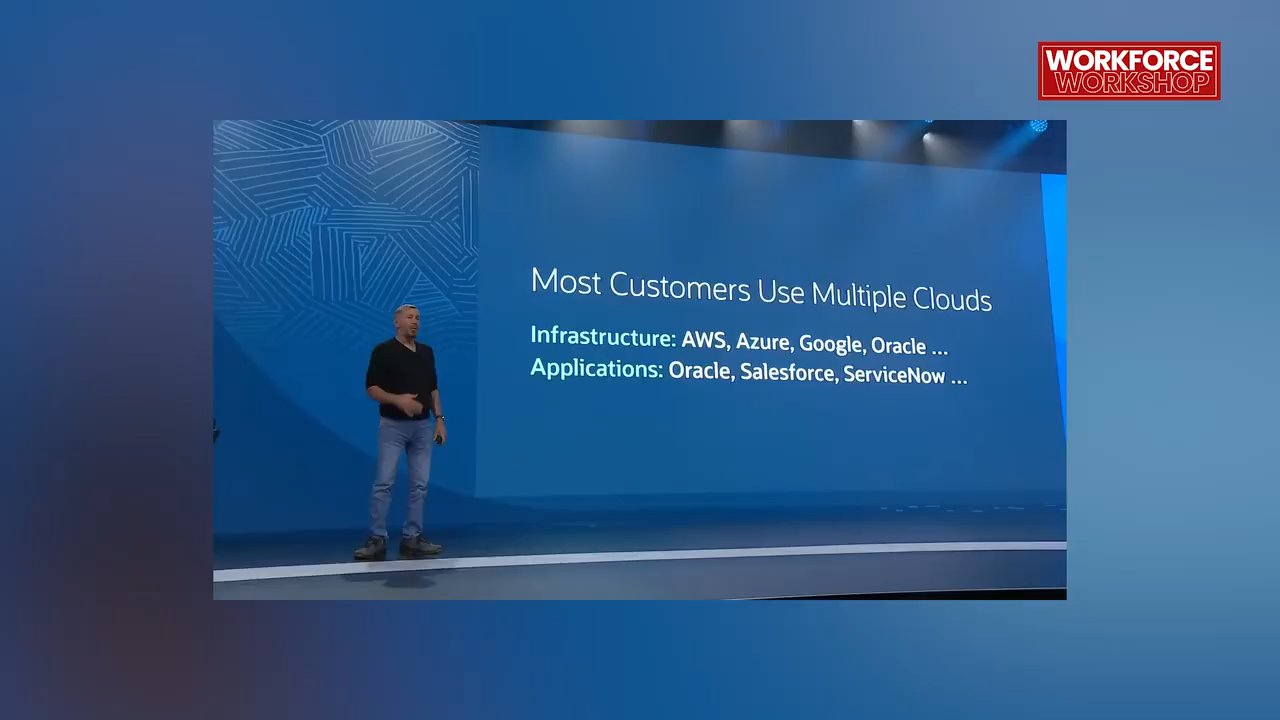 WORKFORCE
WORKSHOP
Most Customers Use Multiple Clouds
Infrastructure: AWS, Azure, Google, Oracle ...
Applications: Oracle, Salesforce, ServiceNow ...